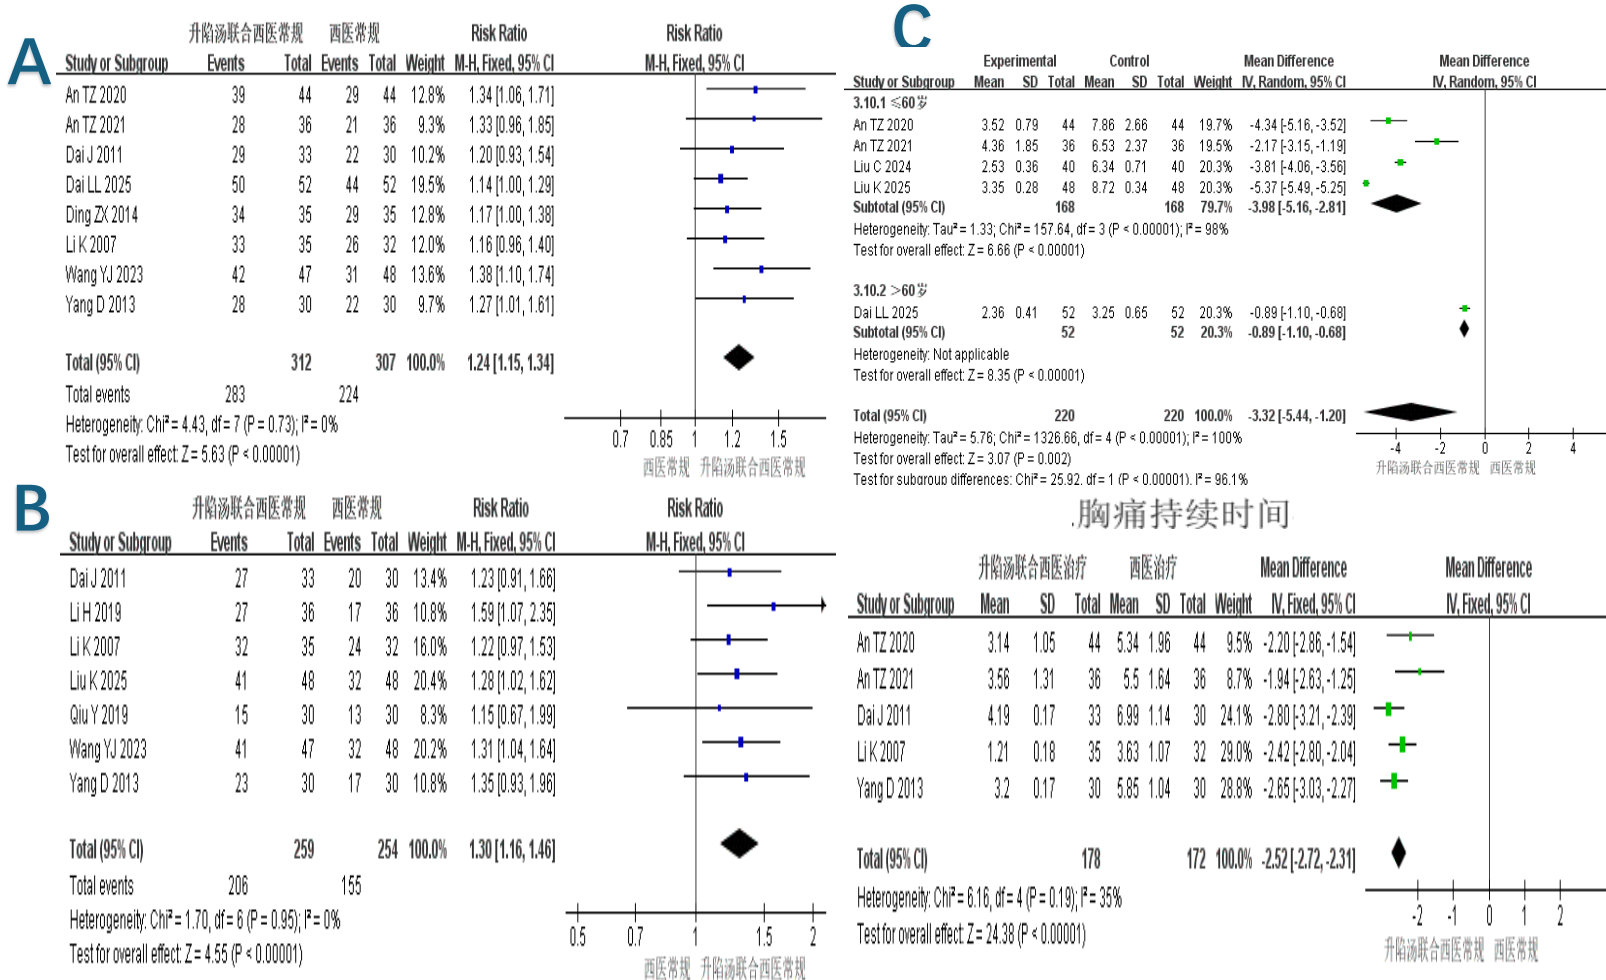 A
升陷汤联合西医常规 西医常规 Risk Ratio Risk Ratio
Study or Subgroup Events Total Events Total Weight M-H, Fixed, 95% CI M-H, Fixed, 95% CI
An TZ 2020 39 44 29 44 12.8% 1.34 [1.06, 1.71]
An TZ 2021 28 36 21 36 9.3% 1.33 [0.96, 1.85]
Dai J 2011 29 33 22 30 10.2% 1.20 [0.93, 1.54]
Dai LL 2025 50 52 44 52 19.5% 1.14 [1.00, 1.29]
Ding ZX 2014 34 35 29 35 12.8% 1.17 [1.00, 1.38]
Li K 2007 33 35 26 32 12.0% 1.16 [0.96, 1.40]
Wang YJ 2023 42 47 31 48 13.6% 1.38 [1.10, 1.74]
Yang D 2013 28 30 22 30 9.7% 1.27 [1.01, 1.61]
Total (95% CI) 312 307 100.0% 1.24 [1.15, 1.34]
Total events 283 224
Heterogeneity: Chi² = 4.43, df = 7 (P = 0.73); I² = 0%
Test for overall effect: Z = 5.63 (P < 0.00001)
0.7 0.85 1 1.2 1.5
西医常规 升陷汤联合西医常规
B
升陷汤联合西医常规 西医常规 Risk Ratio Risk Ratio
Study or Subgroup Events Total Events Total Weight M-H, Fixed, 95% CI M-H, Fixed, 95% CI
Dai J 2011 27 33 20 30 13.4% 1.23 [0.91, 1.66]
Li H 2019 27 36 17 36 10.8% 1.59 [1.07, 2.35]
Li K 2007 32 35 24 32 16.0% 1.22 [0.97, 1.53]
Liu K 2025 41 48 32 48 20.4% 1.28 [1.02, 1.62]
Qiu Y 2019 15 30 13 30 8.3% 1.15 [0.67, 1.99]
Wang YJ 2023 41 47 32 48 20.2% 1.31 [1.04, 1.64]
Yang D 2013 23 30 17 30 10.8% 1.35 [0.93, 1.96]
Total (95% CI) 259 254 100.0% 1.30 [1.16, 1.46]
Total events 206 155
Heterogeneity: Chi² = 1.70, df = 6 (P = 0.95); I² = 0%
Test for overall effect: Z = 4.55 (P < 0.00001)
0.5 0.7 1 1.5 2
西医常规 升陷汤联合西医常规
C
Experimental Control Mean Difference Mean Difference
Study or Subgroup Mean SD Total Mean SD Total Weight IV, Random, 95% CI IV, Random, 95% CI
3.10.1 ≤60岁
An TZ 2020 3.52 0.79 44 7.86 2.66 44 19.7% -4.34 [-5.16, -3.52]
An TZ 2021 4.36 1.85 36 6.53 2.37 36 19.5% -2.17 [-3.15, -1.19]
Liu C 2024 2.53 0.36 40 6.34 0.71 40 20.3% -3.81 [-4.06, -3.56]
Liu K 2025 3.35 0.28 48 8.72 0.34 48 20.3% -5.37 [-5.49, -5.25]
Subtotal (95% CI) 168 168 79.7% -3.98 [-5.16, -2.81]
Heterogeneity: Tau² = 1.33; Chi² = 157.64, df = 3 (P < 0.00001); I² = 98%
Test for overall effect: Z = 6.66 (P < 0.00001)
3.10.2 >60岁
Dai LL 2025 2.36 0.41 52 3.25 0.65 52 20.3% -0.89 [-1.10, -0.68]
Subtotal (95% CI) 52 52 20.3% -0.89 [-1.10, -0.68]
Heterogeneity: Not applicable
Test for overall effect: Z = 8.35 (P < 0.00001)
Total (95% CI) 220 220 100.0% -3.32 [-5.44, -1.20]
Heterogeneity: Tau² = 5.76; Chi² = 1326.66, df = 4 (P < 0.00001); I² = 100%
Test for overall effect: Z = 3.07 (P = 0.002)
Test for subgroup differences: Chi² = 25.92, df = 1 (P < 0.00001), I² = 96.1%
-4 -2 0 2 4
升陷汤联合西医常规 西医常规
.胸痛持续时间
升陷汤联合西医治疗 西医治疗 Mean Difference Mean Difference
Study or Subgroup Mean SD Total Mean SD Total Weight IV, Fixed, 95% CI IV, Fixed, 95% CI
An TZ 2020 3.14 1.05 44 5.34 1.96 44 9.5% -2.20 [-2.86, -1.54]
An TZ 2021 3.56 1.31 36 5.5 1.64 36 8.7% -1.94 [-2.63, -1.25]
Dai J 2011 4.19 0.17 33 6.99 1.14 30 24.1% -2.80 [-3.21, -2.39]
Li K 2007 1.21 0.18 35 3.63 1.07 32 29.0% -2.42 [-2.80, -2.04]
Yang D 2013 3.2 0.17 30 5.85 1.04 30 28.8% -2.65 [-3.03, -2.27]
Total (95% CI) 178 172 100.0% -2.52 [-2.72, -2.31]
Heterogeneity: Chi² = 6.16, df = 4 (P = 0.19); I² = 35%
Test for overall effect: Z = 24.38 (P < 0.00001)
-2 -1 0 1 2
升陷汤联合西医常规 西医常规